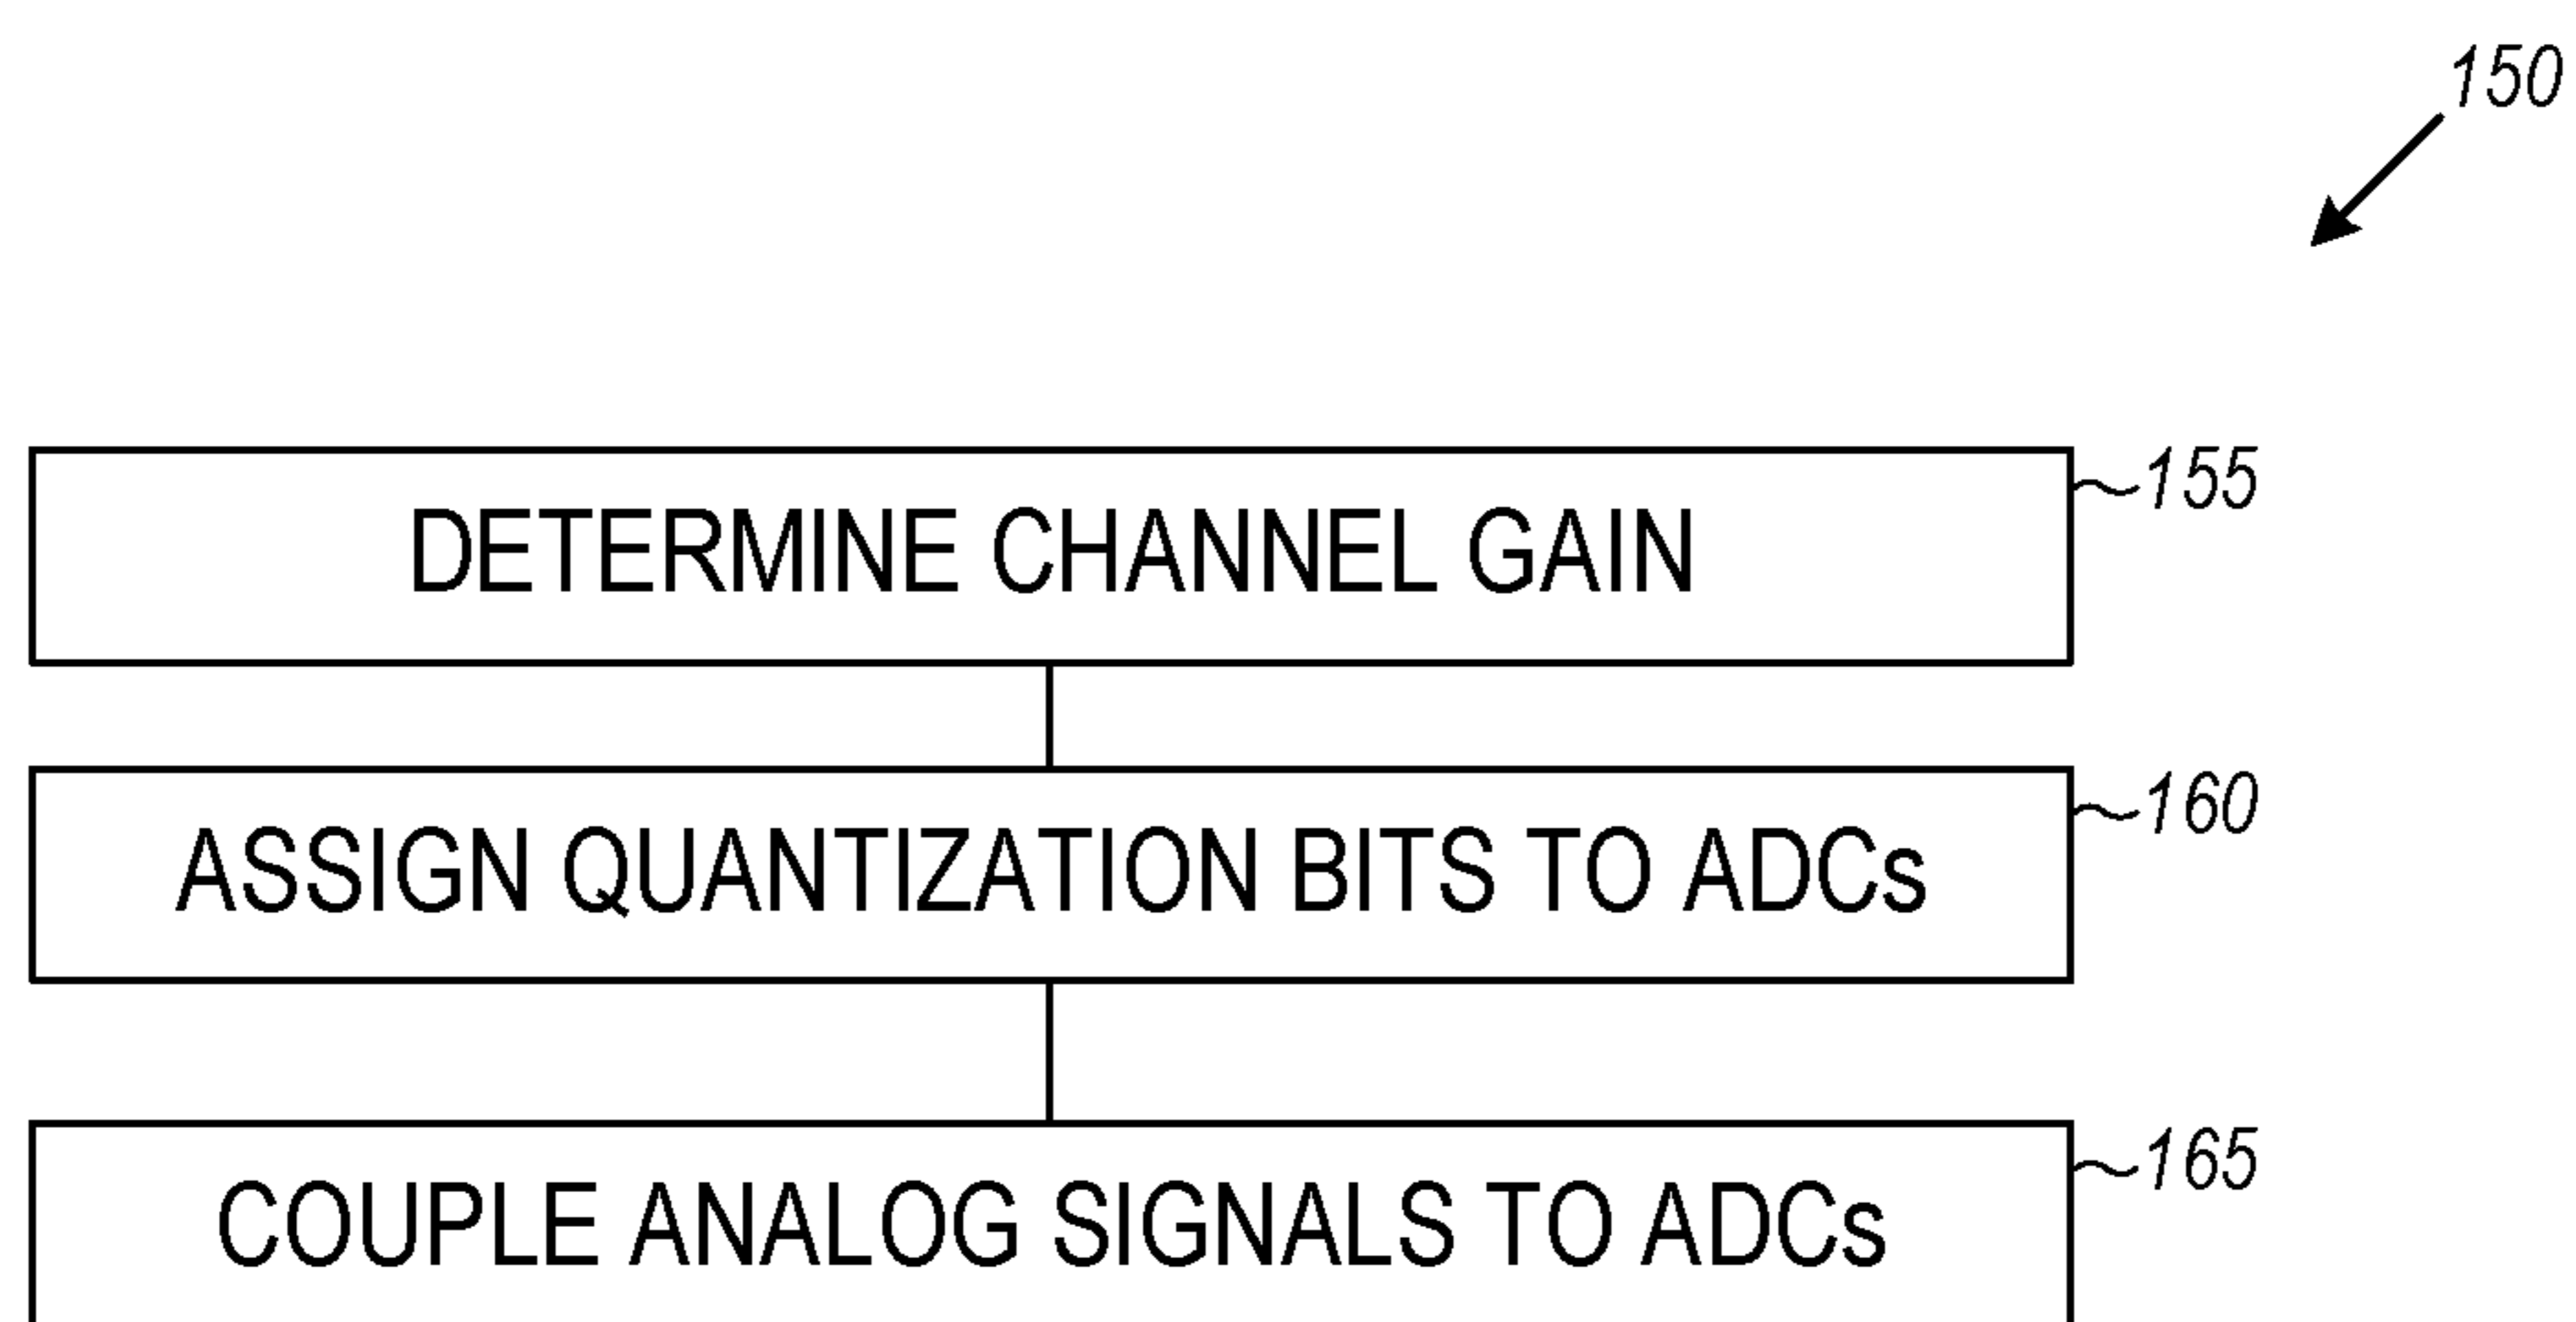 150
DETERMINE CHANNEL GAIN
155
ASSIGN QUANTIZATION BITS TO ADCs
160
COUPLE ANALOG SIGNALS TO ADCs
165